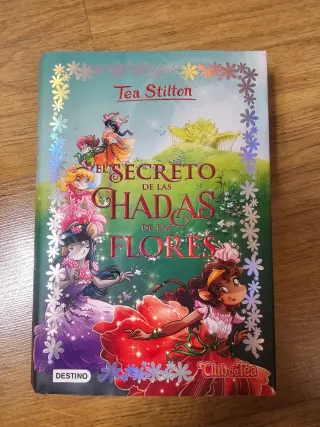 Tea Stilton
EL
SECRETO
DE LAS
HADAS
DE LAS
FLORES
Club de Tea
DESTINO